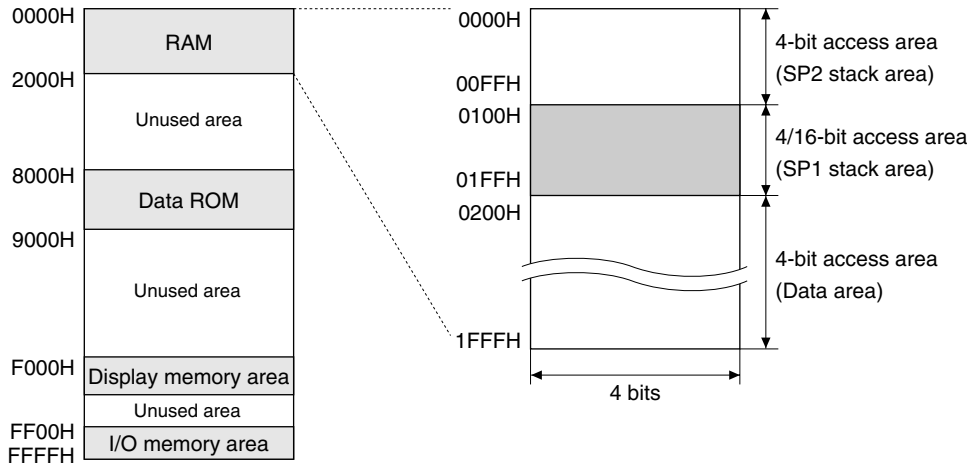 0000H
RAM
2000H
Unused area
8000H
Data ROM
9000H
Unused area
F000H
Display memory area
Unused area
FF00H
I/O memory area
FFFFH
0000H
00FFH
0100H
01FFH
0200H
1FFFH
4 bits
4-bit access area
(SP2 stack area)
4/16-bit access area
(SP1 stack area)
4-bit access area
(Data area)